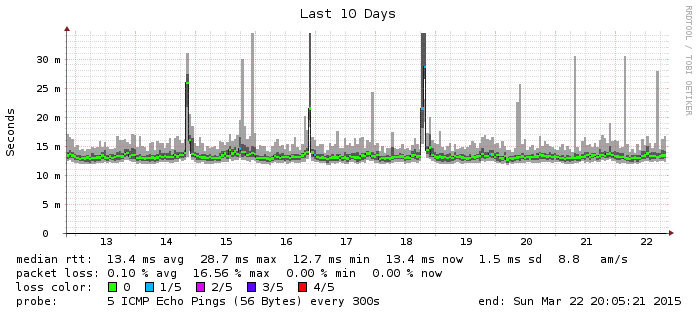 Last 10 Days
RRDTOOL / TOBI OETIKER
Seconds
30 m
25 m
20 m
15 m
10 m
5 m
0
13 14 15 16 17 18 19 20 21 22
median rtt: 13.4 ms avg 28.7 ms max 12.7 ms min 13.4 ms now 1.5 ms sd 8.8 am/s
packet loss: 0.10 % avg 16.56 % max 0.00 % min 0.00 % now
loss color: 0 1/5 2/5 3/5 4/5
probe: 5 ICMP Echo Pings (56 Bytes) every 300s end: Sun Mar 22 20:05:21 2015